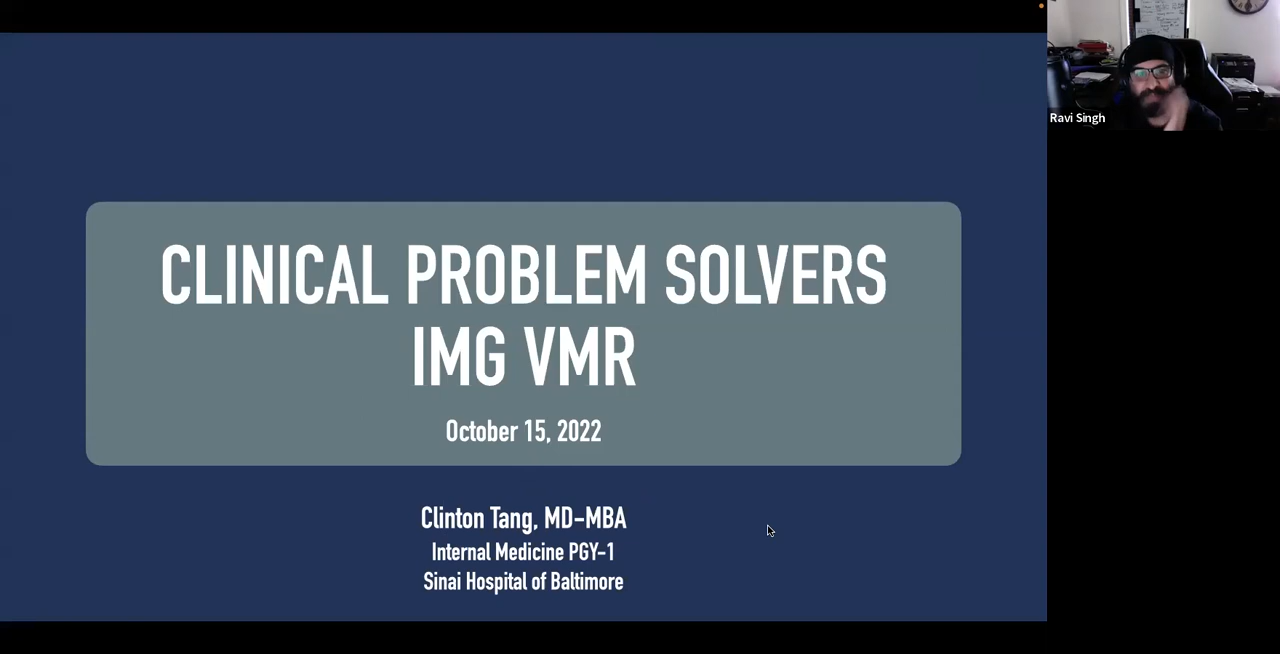 CLINICAL PROBLEM SOLVERS
IMG VMR
October 15, 2022
Clinton Tang, MD-MBA
Internal Medicine PGY-1
Sinai Hospital of Baltimore
Ravi Singh